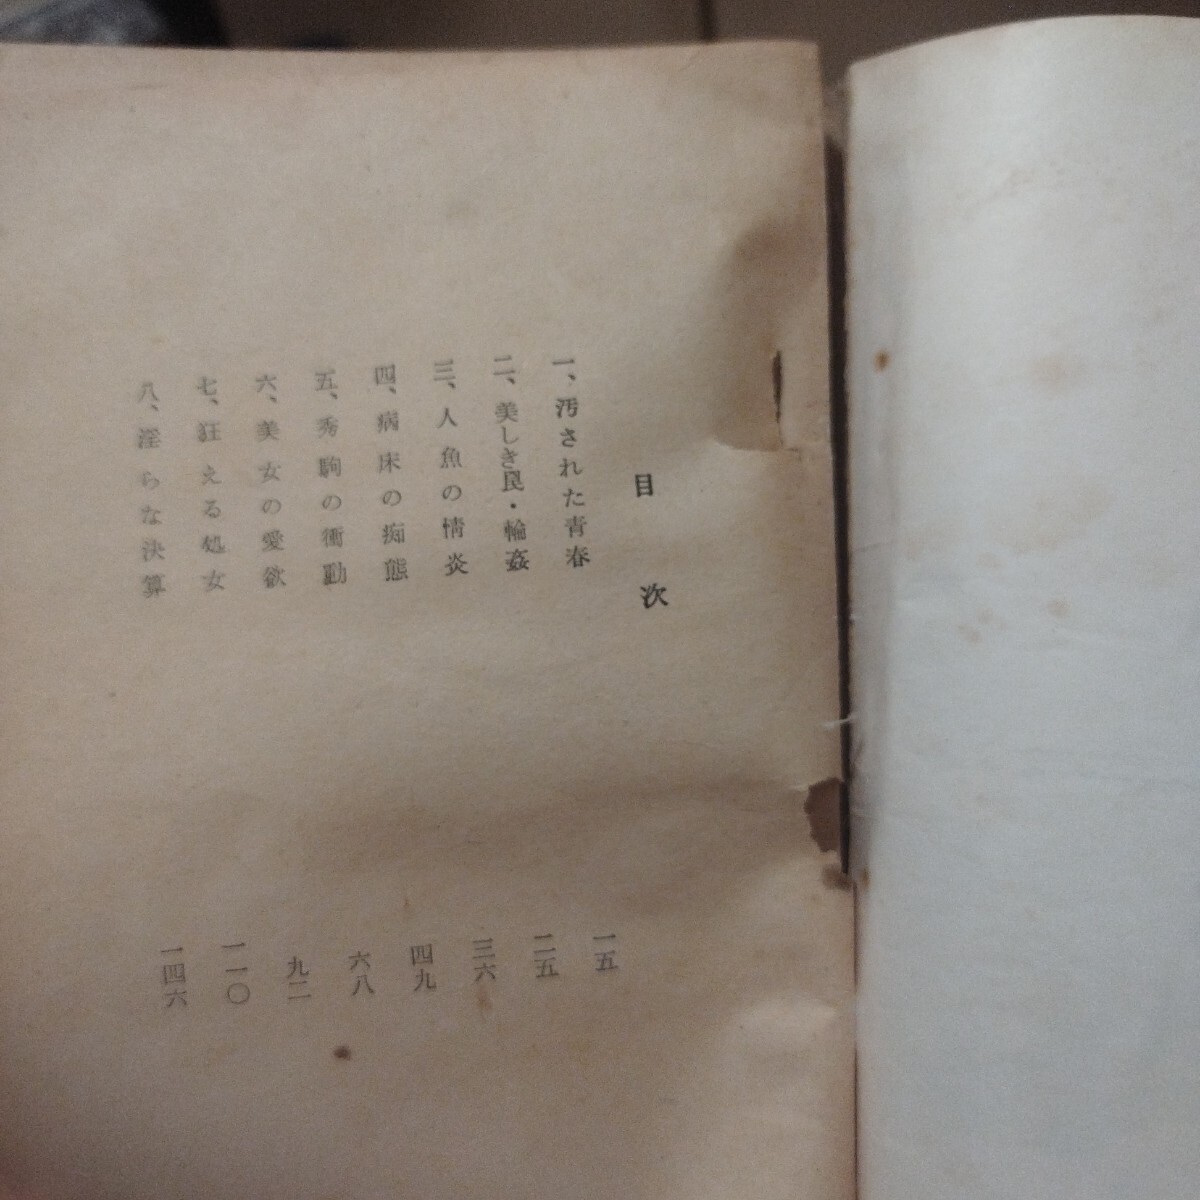 目次
一、汚された青春 一五
二、美しき罠・輪姦 二五
三、人魚の情炎 三六
四、病床の痴態 四九
五、秀駒の衝動 六八
六、美女の愛欲 九二
七、狂える処女 一一〇
八、淫らな決算 一四六